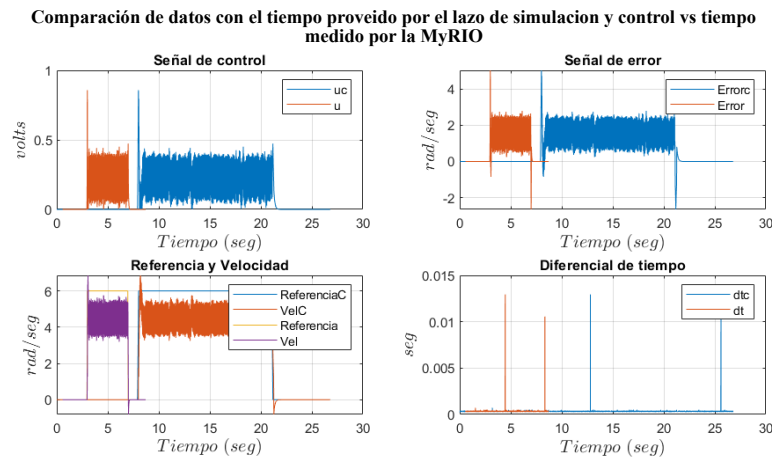 Comparación de datos con el tiempo proveido por el lazo de simulacion y control vs tiempo
medido por la MyRIO
Señal de control
1
0.5
0
volts
uc
u
0 5 10 15 20 25 30
Tiempo (seg)
Señal de error
4
2
0
-2
rad/seg
Errorc
Error
0 5 10 15 20 25 30
Tiempo (seg)
Referencia y Velocidad
6
4
2
0
rad/seg
ReferenciaC
VelC
Referencia
Vel
0 5 10 15 20 25 30
Tiempo (seg)
Diferencial de tiempo
0.015
0.01
0.005
0
seg
dtc
dt
0 5 10 15 20 25 30
Tiempo (seg)